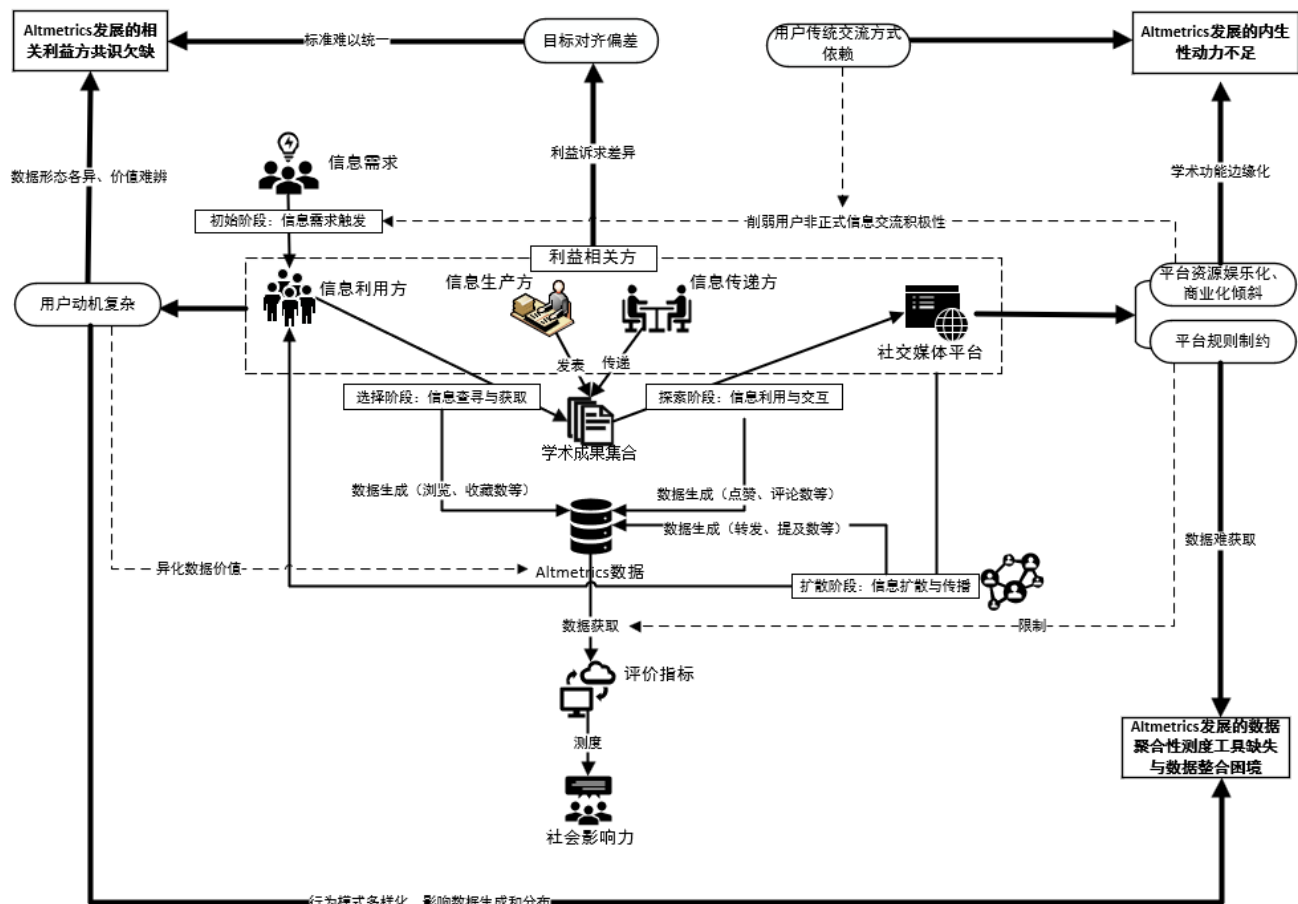 Altmetrics发展的相
关利益方共识欠缺
标准难以统一
目标对齐偏差
用户传统交流方式
依赖
Altmetrics发展的内生
性动力不足
数据形态各异、价值难辨
信息需求
利益诉求差异
学术功能边缘化
初始阶段：信息需求触发
削弱用户非正式信息交流积极性
利益相关方
用户动机复杂
信息利用方
信息生产方
信息传递方
社交媒体平台
平台资源娱乐化、
商业化倾斜
平台规则制约
发表
传递
选择阶段：信息查寻与获取
探索阶段：信息利用与交互
学术成果集合
数据生成（浏览、收藏数等）
数据生成（点赞、评论数等）
数据生成（转发、提及数等）
数据难获取
异化数据价值
Altmetrics数据
扩散阶段：信息扩散与传播
数据获取
限制
评价指标
测度
社会影响力
Altmetrics发展的数据
聚合性测度工具缺失
与数据整合困境
行为模式多样化、影响数据生成和分布